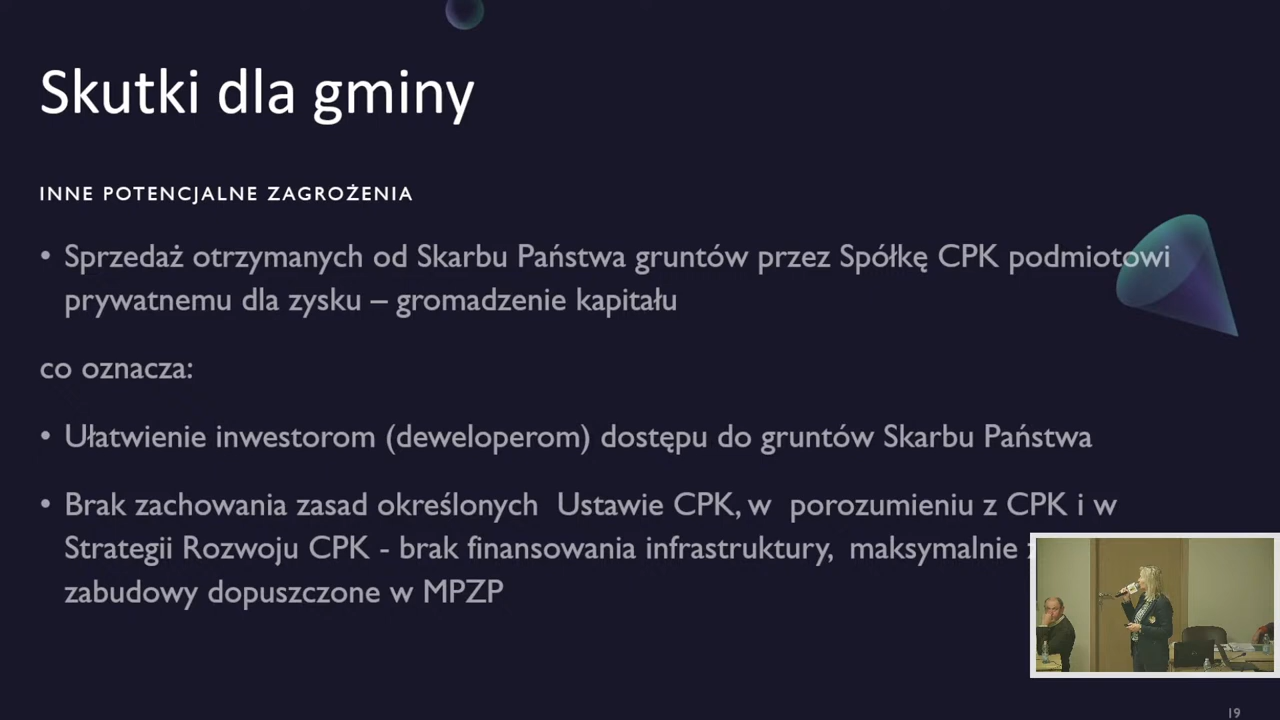 Skutki dla gminy
INNE POTENCJALNE ZAGROŻENIA
• Sprzedaż otrzymanych od Skarbu Państwa gruntów przez Spółkę CPK podmiotowi
prywatnemu dla zysku – gromadzenie kapitału
co oznacza:
• Ułatwienie inwestorom (deweloperom) dostępu do gruntów Skarbu Państwa
• Brak zachowania zasad określonych  Ustawie CPK, w  porozumieniu z CPK i w
Strategii Rozwoju CPK - brak finansowania infrastruktury,  maksymalnie
zabudowy dopuszczone w MPZP
19